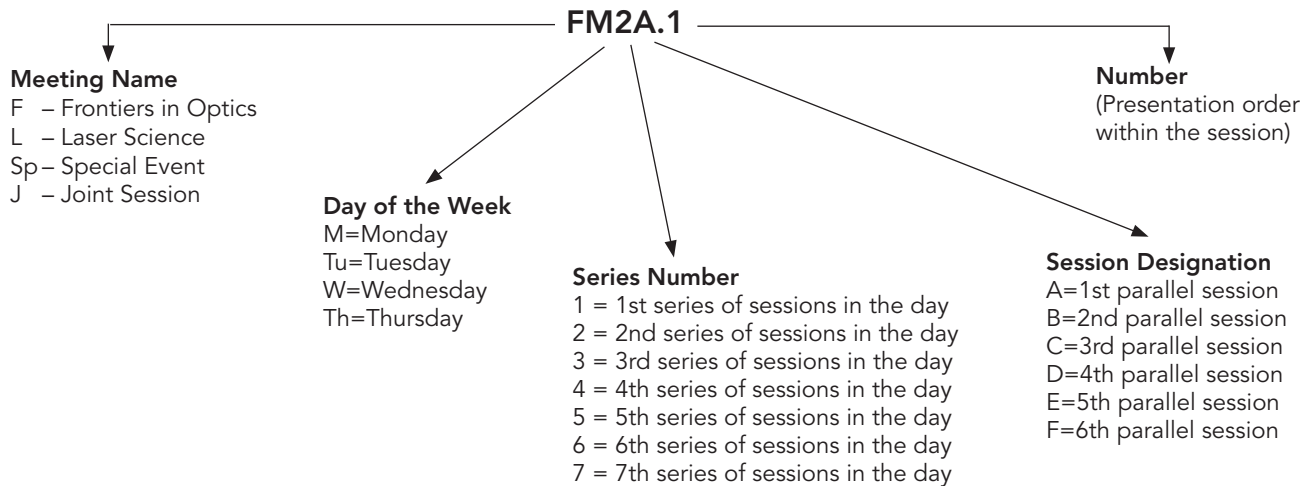 FM2A.1
Meeting Name
F – Frontiers in Optics
L – Laser Science
Sp – Special Event
J – Joint Session
Day of the Week
M=Monday
Tu=Tuesday
W=Wednesday
Th=Thursday
Series Number
1 = 1st series of sessions in the day
2 = 2nd series of sessions in the day
3 = 3rd series of sessions in the day
4 = 4th series of sessions in the day
5 = 5th series of sessions in the day
6 = 6th series of sessions in the day
7 = 7th series of sessions in the day
Session Designation
A=1st parallel session
B=2nd parallel session
C=3rd parallel session
D=4th parallel session
E=5th parallel session
F=6th parallel session
Number
(Presentation order
within the session)